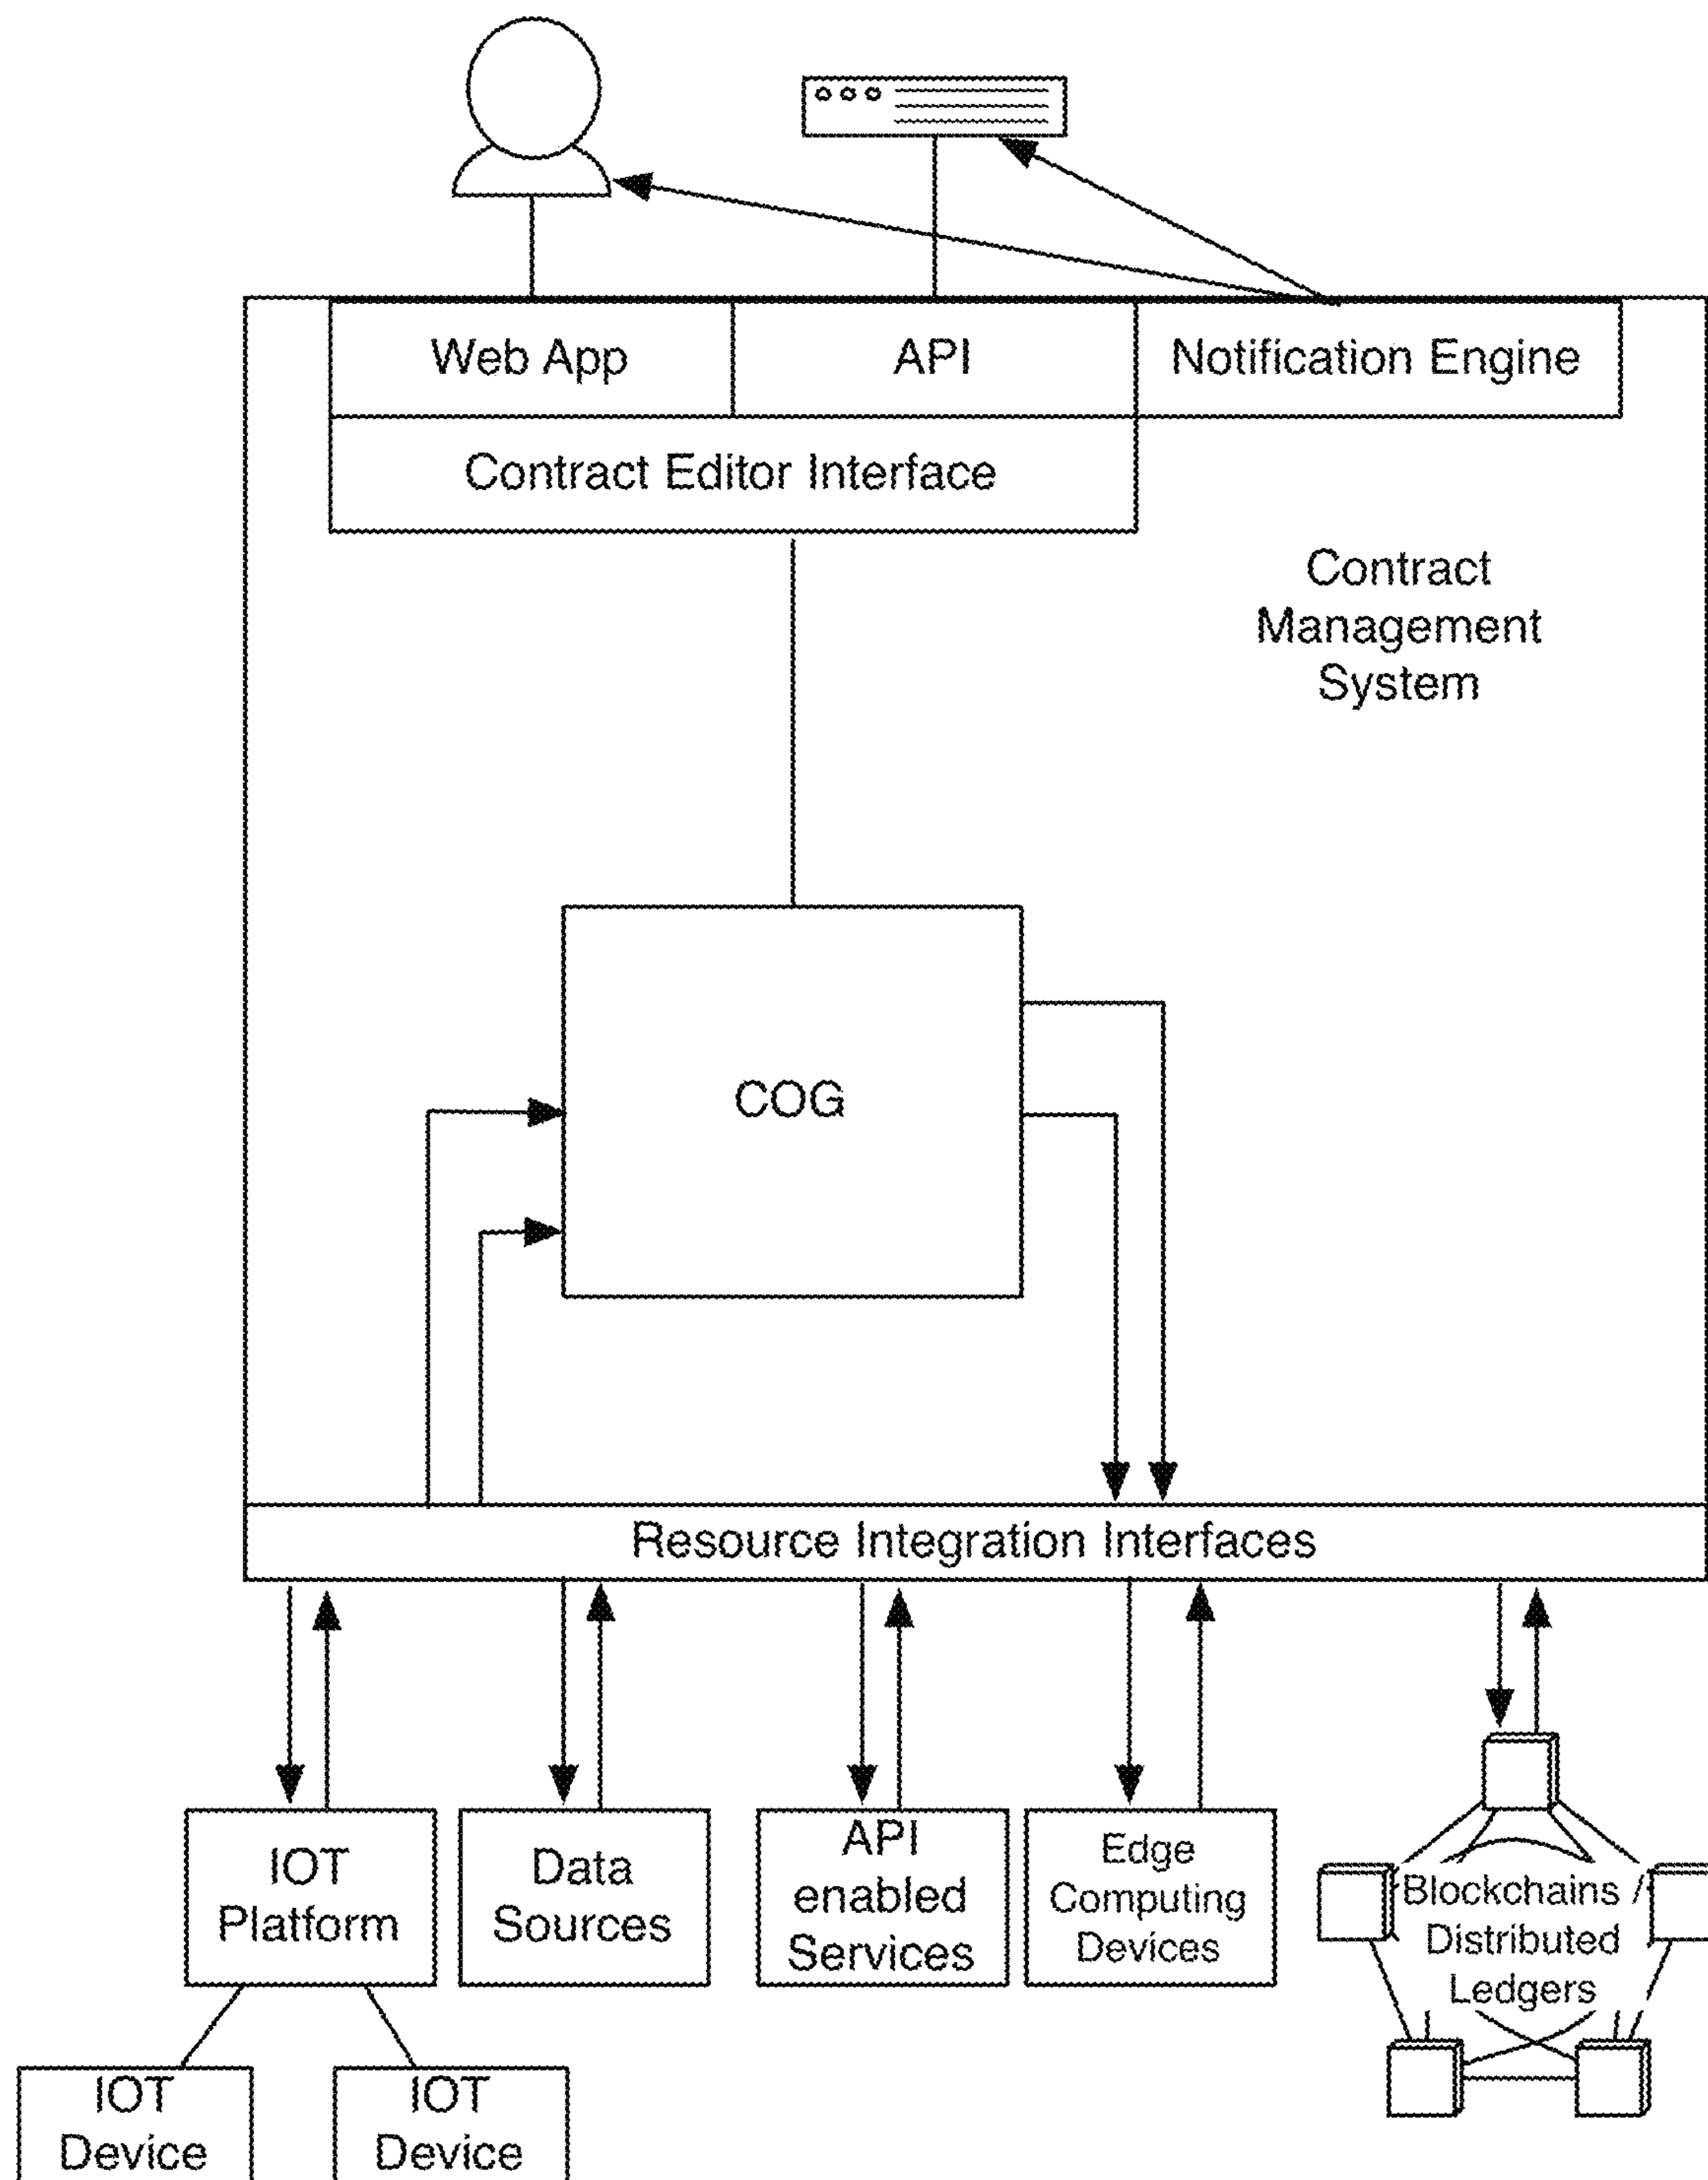 Web App
API
Notification Engine
Contract Editor Interface
Contract
Management
System
COG
Resource Integration Interfaces
IOT
Platform
Data
Sources
API
enabled
Services
Edge
Computing
Devices
Blockchains /
Distributed
Ledgers
IOT
Device
IOT
Device